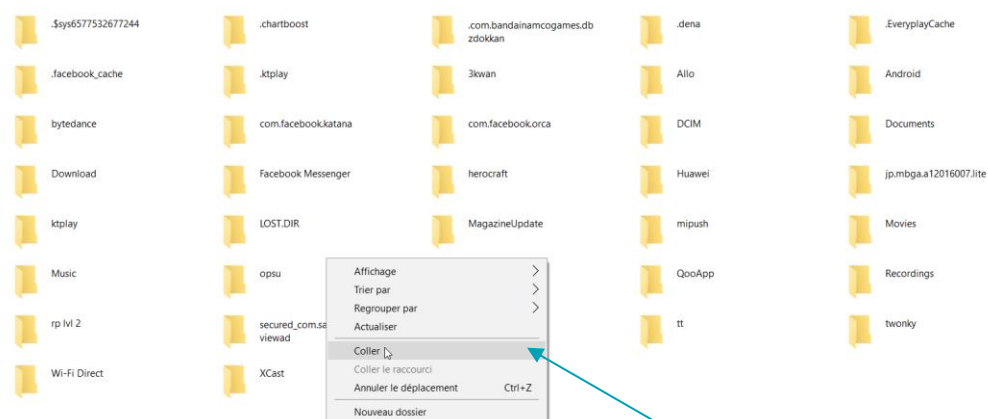 .$sys6577532677244
.chartboost
.com.bandainamcogames.db
zdokkan
.dena
.EveryplayCache
.facebook_cache
.ktplay
3kwan
Allo
Android
bytedance
com.facebook.katana
com.facebook.orca
DCIM
Documents
Download
Facebook Messenger
herocraft
Huawei
jp.mbga.a12016007.lite
ktplay
LOST.DIR
MagazineUpdate
mipush
Movies
Music
opsu
QooApp
Recordings
rp lvl 2
secured_com.sa
viewad
tt
twonky
Wi-Fi Direct
XCast
Affichage
Trier par
Regrouper par
Actualiser
Coller
Coller le raccourci
Annuler le déplacement Ctrl+Z
Nouveau dossier